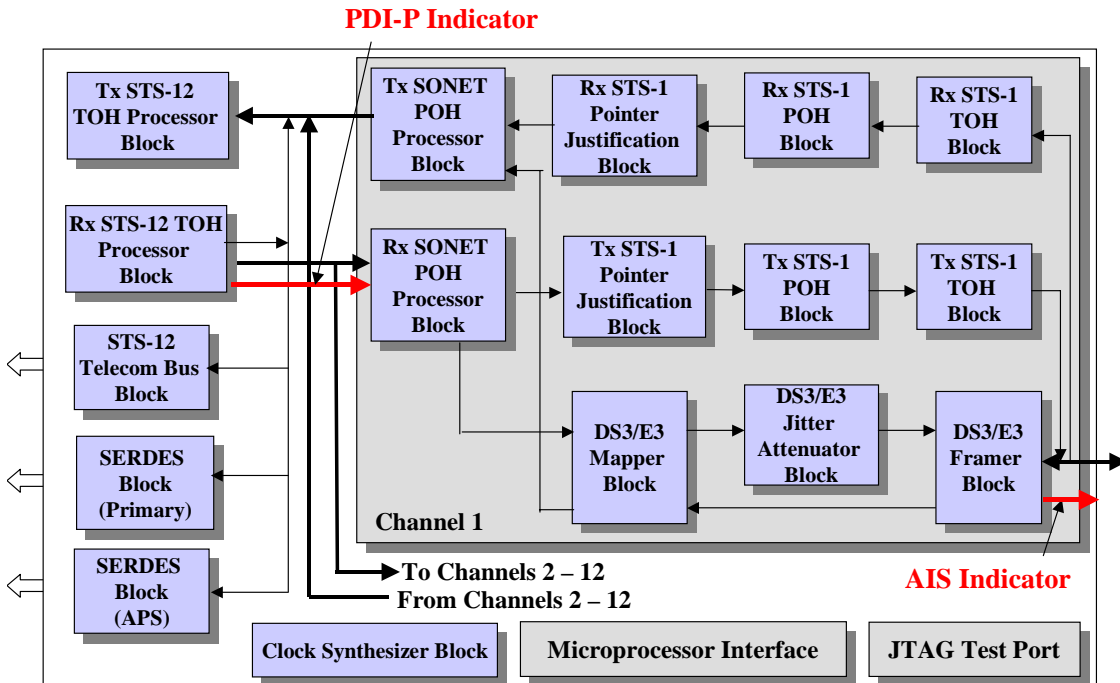 PDI-P Indicator
Tx STS-12
TOH Processor
Block
Tx SONET
POH
Processor
Block
Rx STS-1
Pointer
Justification
Block
Rx STS-1
POH
Block
Rx STS-1
TOH
Block
Rx STS-12 TOH
Processor
Block
Rx SONET
POH
Processor
Block
Tx STS-1
Pointer
Justification
Block
Tx STS-1
POH
Block
Tx STS-1
TOH
Block
STS-12
Telecom Bus
Block
DS3/E3
Mapper
Block
DS3/E3
Jitter
Attenuator
Block
DS3/E3
Framer
Block
SERDES
Block
(Primary)
Channel 1
SERDES
Block
(APS)
To Channels 2 – 12
From Channels 2 – 12
AIS Indicator
Clock Synthesizer Block
Microprocessor Interface
JTAG Test Port